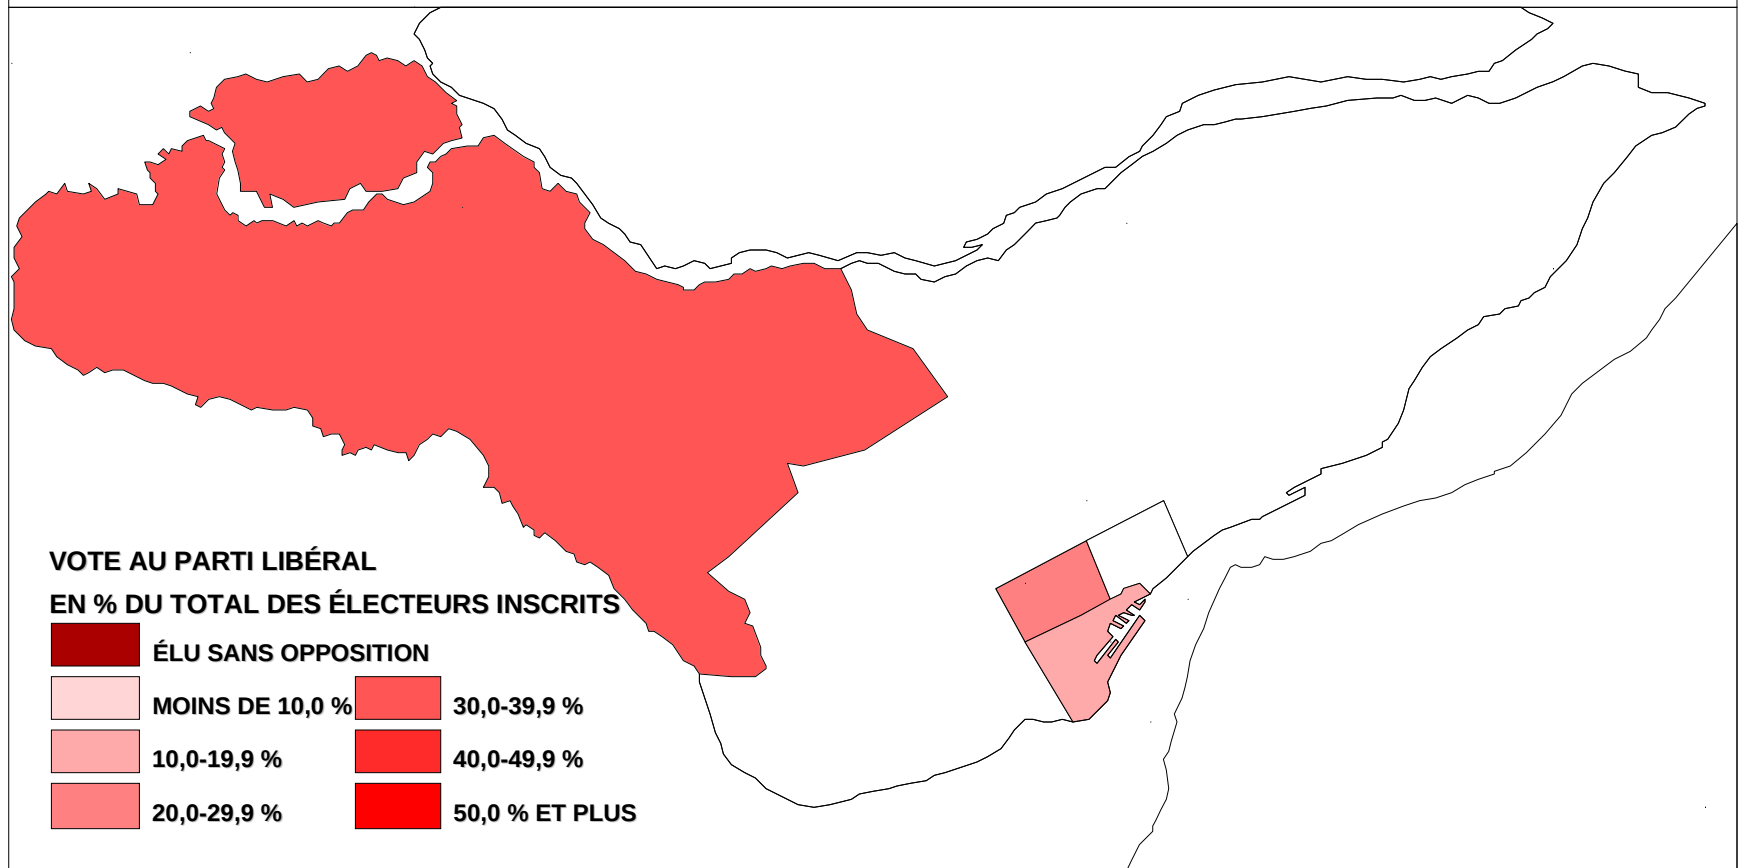 VOTE AU PARTI LIBÉRAL
EN % DU TOTAL DES ÉLECTEURS INSCRITS
ÉLU SANS OPPOSITION
MOINS DE 10,0 %
30,0-39,9 %
10,0-19,9 %
40,0-49,9 %
20,0-29,9 %
50,0 % ET PLUS